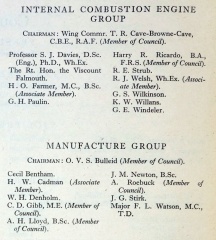 INTERNAL COMBUSTION ENGINE
GROUP
CHAIRMAN: Wing Commr. T. R. Cave-Browne-Cave,
C.B.E., R.A.F. (Member of Council).
Professor S. J. Davies, D.Sc.
(Eng.), Ph.D., Wh.Ex.
The Rt. Hon. the Viscount
Falmouth.
H. O. Farmer, M.C., B.Sc.
(Associate Member).
G. H. Paulin.
Harry R. Ricardo, B.A.,
F.R.S. (Member of Council).
R. E. Strub.
R. J. Welsh, Wh.Ex. (Associate
Member).
G. S. Wilkinson.
K. W. Willans.
G. E. Windeler.
MANUFACTURE GROUP
CHAIRMAN: O. V. S. Bulleid (Member of Council).
Cecil Bentham.
H. W. Cadman (Associate
Member).
W. H. Denholm.
C. D. Gibb, M.E. (Member of
Council).
A. H. Lloyd, B.Sc. (Member of
Council).
J. M. Newton, B.Sc.
A. Roebuck (Member of
Council).
J. G. Stirk.
Major F. L. Watson, M.C.,
T.D.